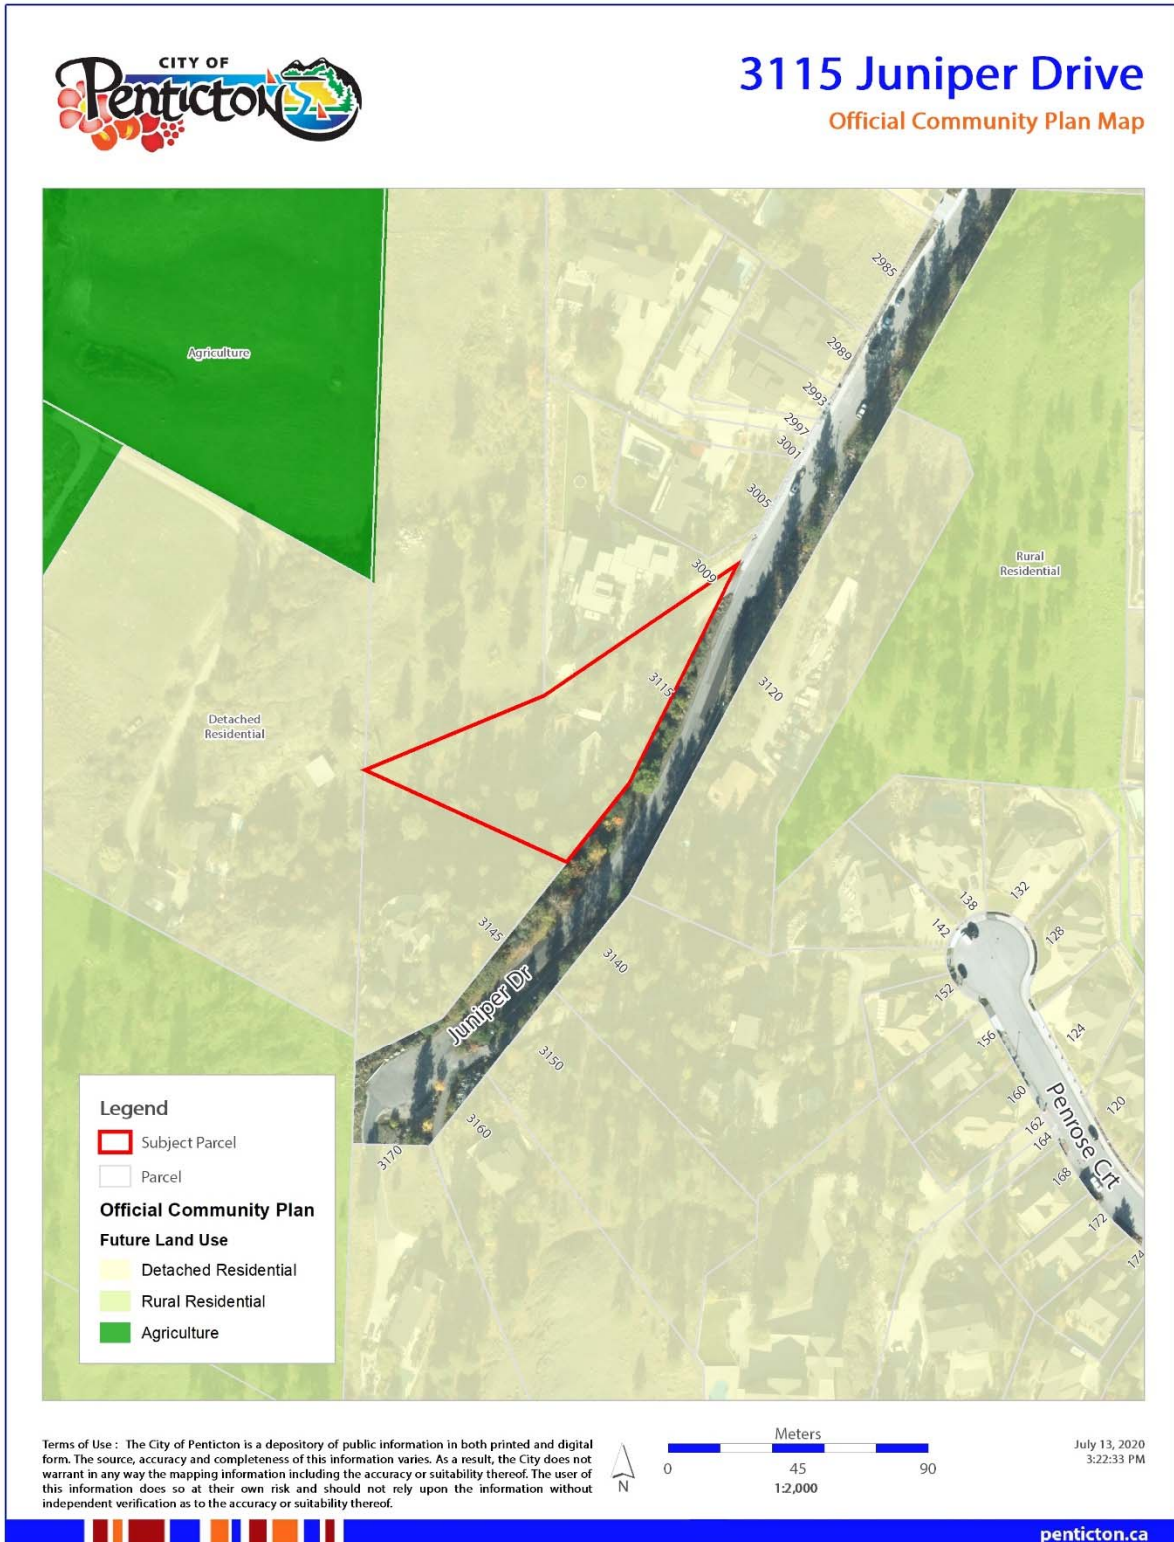 CITY OF
Penticton
3115 Juniper Drive
Official Community Plan Map
Agriculture
2985
2989
2993
2997
3001
3005
3009
Rural
Residential
3115
3120
Detached
Residential
138
132
142
128
3145
3140
152
Juniper Dr
156
124
3150
160
Penrose Crt
120
162
3160
164
3170
168
172
174
Legend
Subject Parcel
Parcel
Official Community Plan
Future Land Use
Detached Residential
Rural Residential
Agriculture
Terms of Use : The City of Penticton is a depository of public information in both printed and digital
form. The source, accuracy and completeness of this information varies. As a result, the City does not
warrant in any way the mapping information including the accuracy or suitability thereof. The user of
this information does so at their own risk and should not rely upon the information without
independent verification as to the accuracy or suitability thereof.
N
Meters
0 45 90
1:2,000
July 13, 2020
3:22:33 PM
penticton.ca